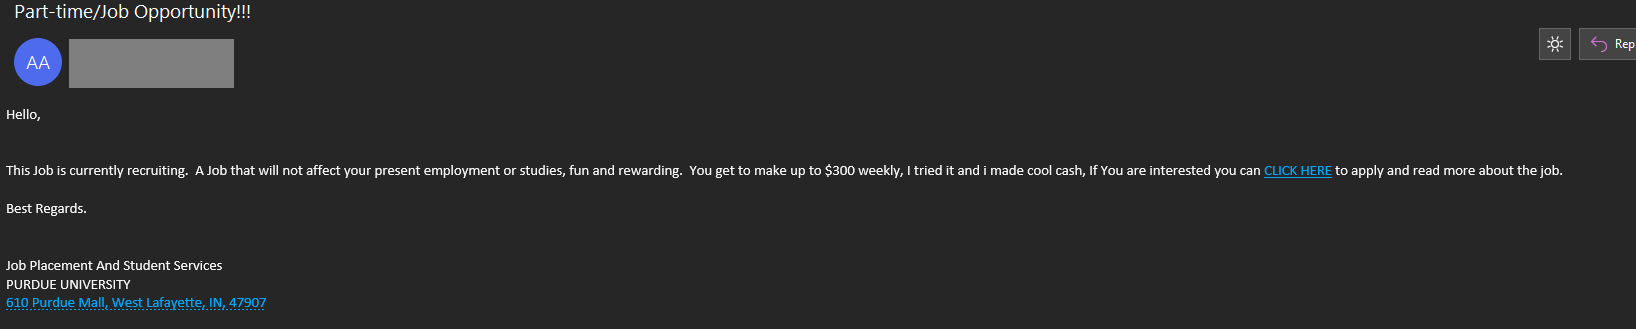 Part-time/Job Opportunity!!!
AA
Rep
Hello,
This Job is currently recruiting.  A Job that will not affect your present employment or studies, fun and rewarding.  You get to make up to $300 weekly, I tried it and i made cool cash, If You are interested you can CLICK HERE to apply and read more about the job.
Best Regards.
Job Placement And Student Services
PURDUE UNIVERSITY
610 Purdue Mall, West Lafayette, IN, 47907